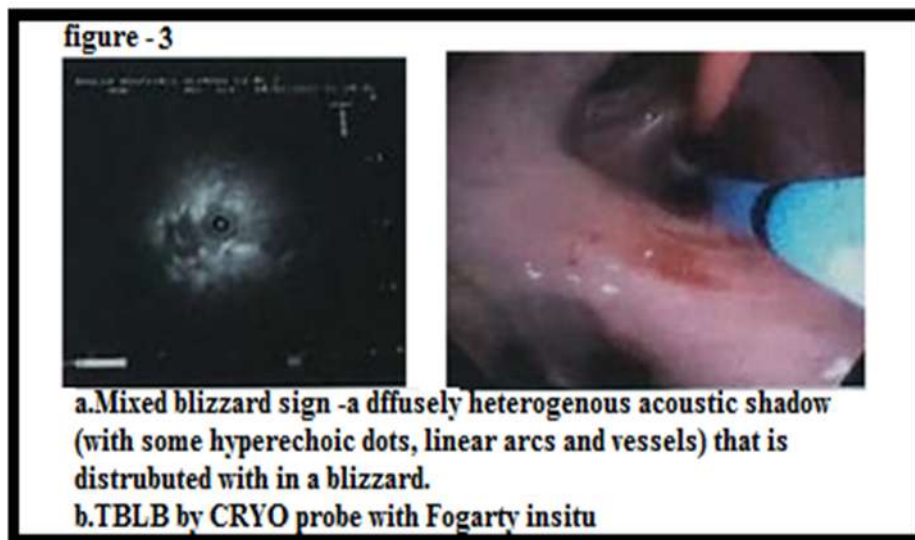 figure - 3
a.Mixed blizzard sign -a dffusely heterogenous acoustic shadow
(with some hyperechoic dots, linear arcs and vessels) that is
distrubuted with in a blizzard.
b.TBLB by CRYO probe with Fogarty insitu